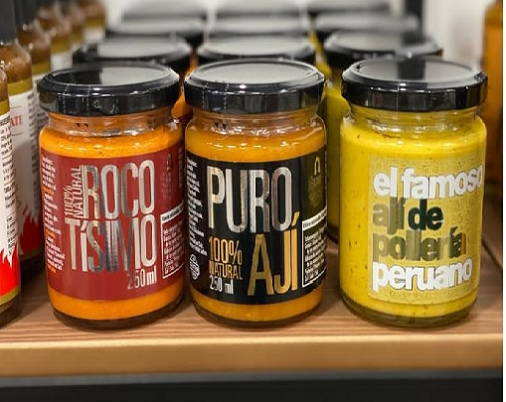 100%
NATURAL
ROCO
TÍSIMO
250 ml
PURO
100%
NATURAL
AJÍ
250 ml
el famoso
ají de
pollería
peruano